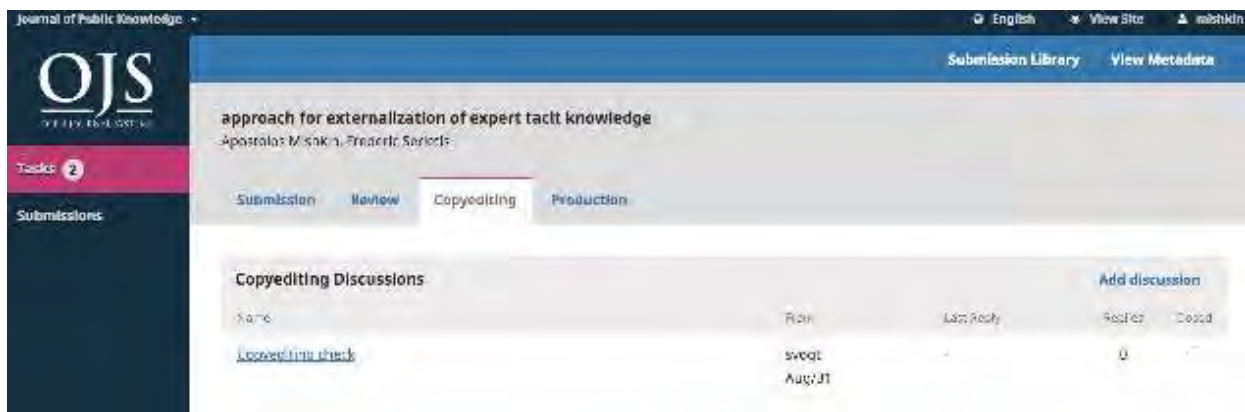 Journal of Public Knowledge
English View Site mishkin
OJS
Submission Library View Metadata
approach for externalization of expert tacit knowledge
Apostolos Mishkin, Frederic
Tasks 2
Submission Review Copyediting Production
Submissions
Copyediting Discussions Add discussion
Name From Last Reply Replies Closed
Copyediting check svogt - 0
Aug/31